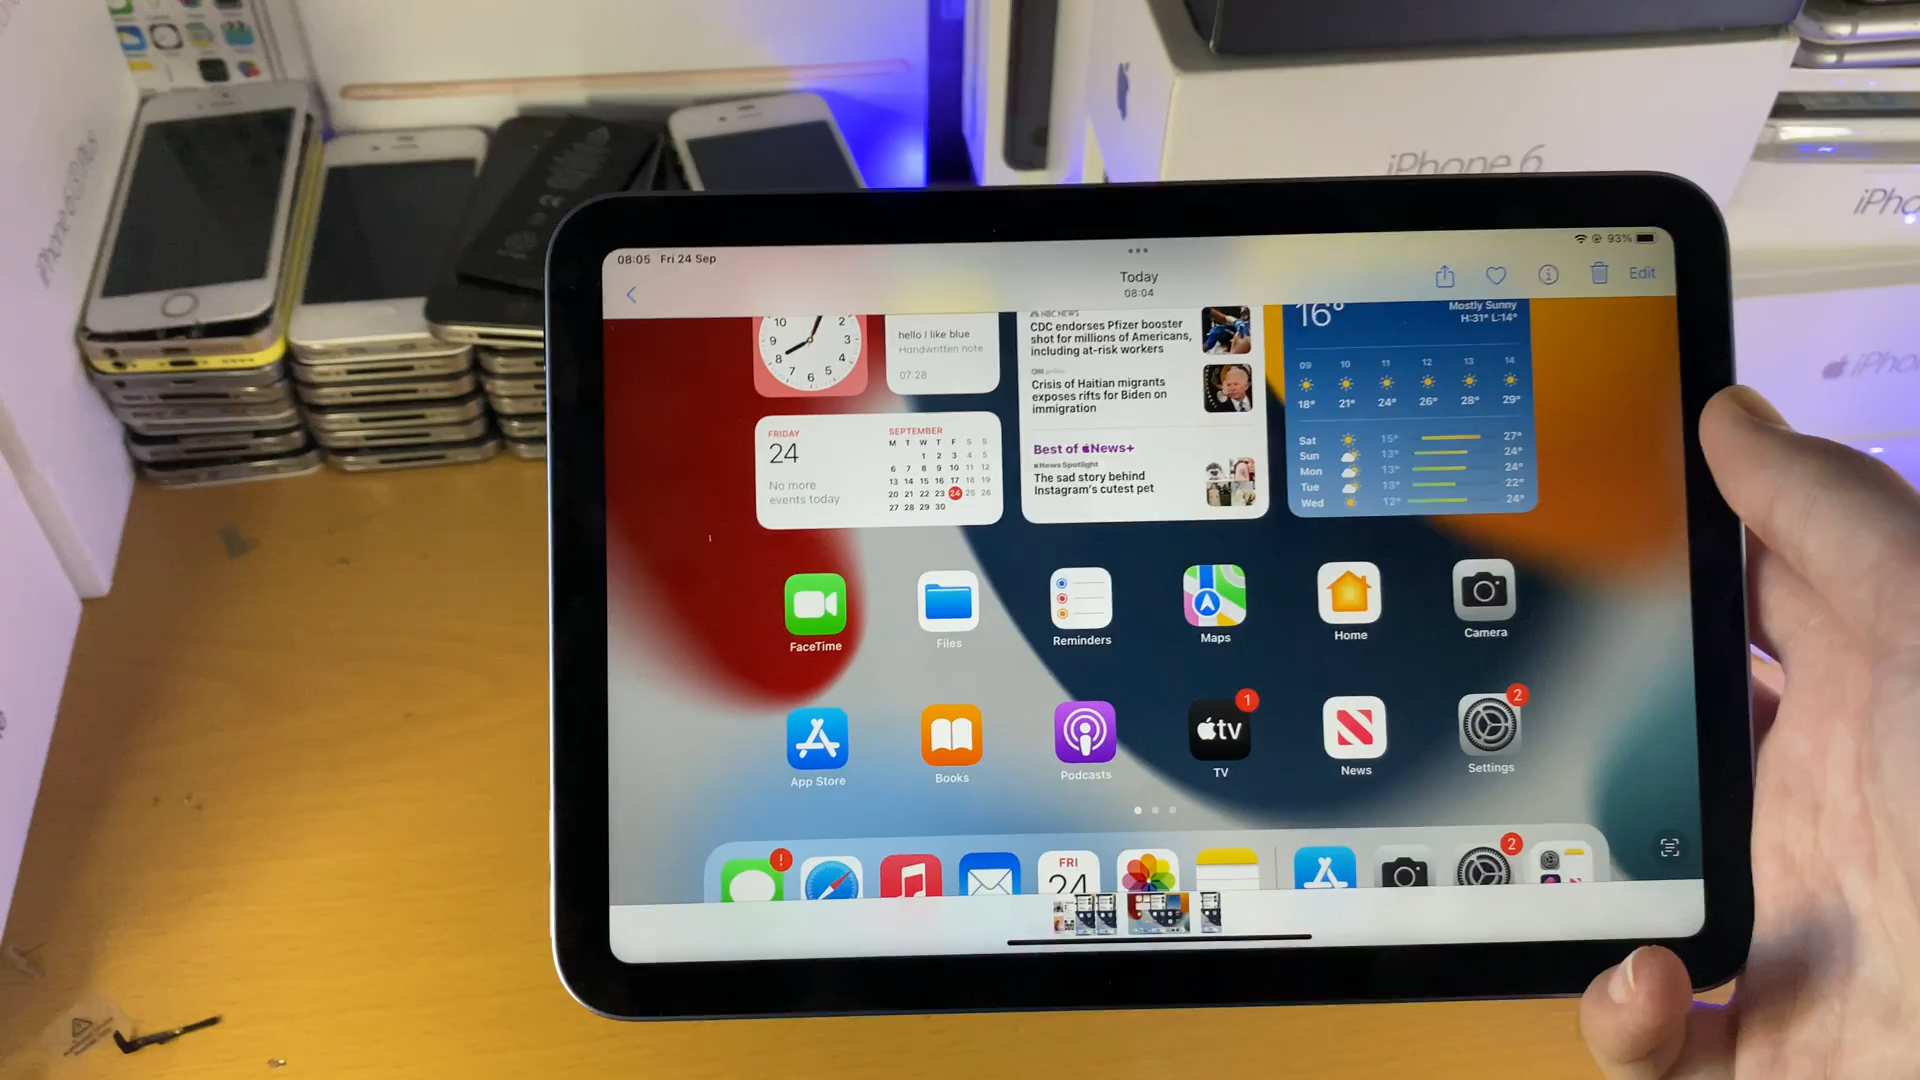 iPhone 6
iPho
iPho
08:05 Fri 24 Sep
93%
Today
08:04
Edit
10 2
9 3
8 4
7 6 5
hello I like blue
Handwritten note
07:28
NBC NEWS
CDC endorses Pfizer booster
shot for millions of Americans,
including at-risk workers
Crisis of Haitian migrants
exposes rifts for Biden on
immigration
Best of News+
News Spotlight
The sad story behind
Instagram's cutest pet
16°
Mostly Sunny
H:31° L:14°
09 10 11 12 13 14
18° 21° 24° 26° 28° 29°
Sat 15° 27°
Sun 13° 24°
Mon 13° 24°
Tue 13° 22°
Wed 12° 24°
FRIDAY
24
No more
events today
SEPTEMBER
M T W T F S S
1 2 3 4 5
6 7 8 9 10 11 12
13 14 15 16 17 18 19
20 21 22 23 24 25 26
27 28 29 30
FaceTime
Files
Reminders
Maps
Home
Camera
App Store
Books
Podcasts
tv
1
TV
News
2
Settings
!
FRI
24
2